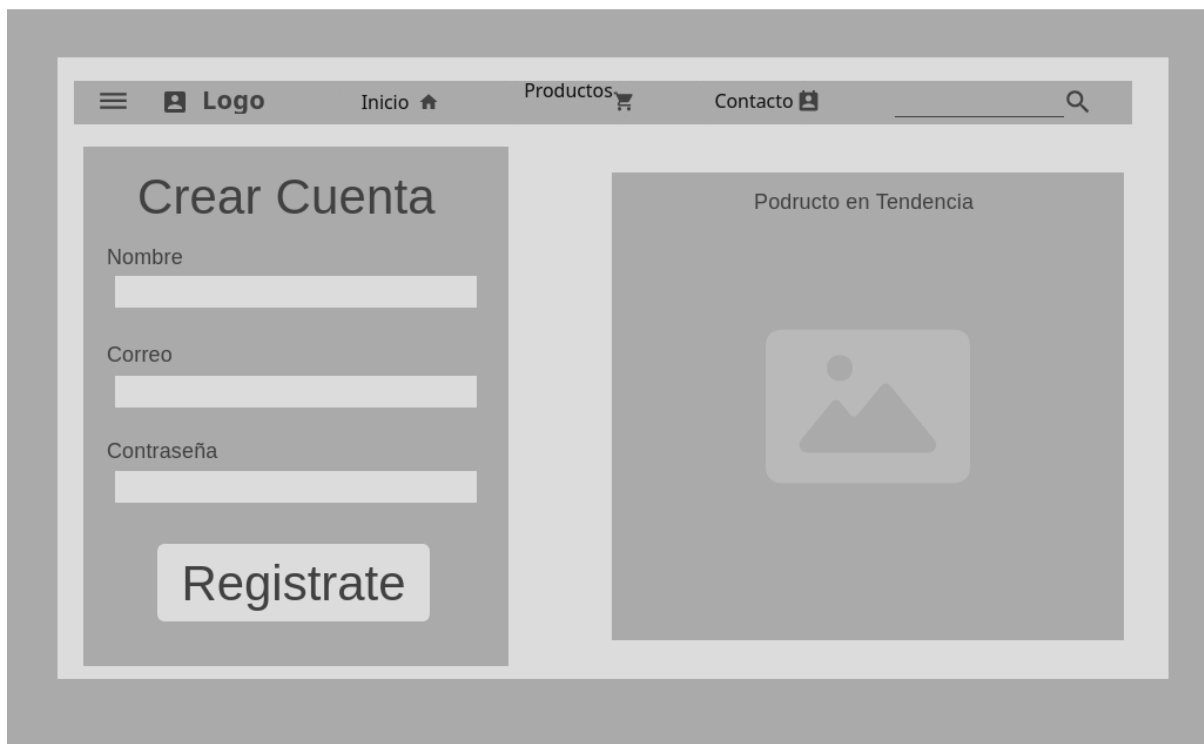 Logo
Inicio
Productos
Contacto
Crear Cuenta
Nombre
Correo
Contraseña
Registrate
Podructo en Tendencia